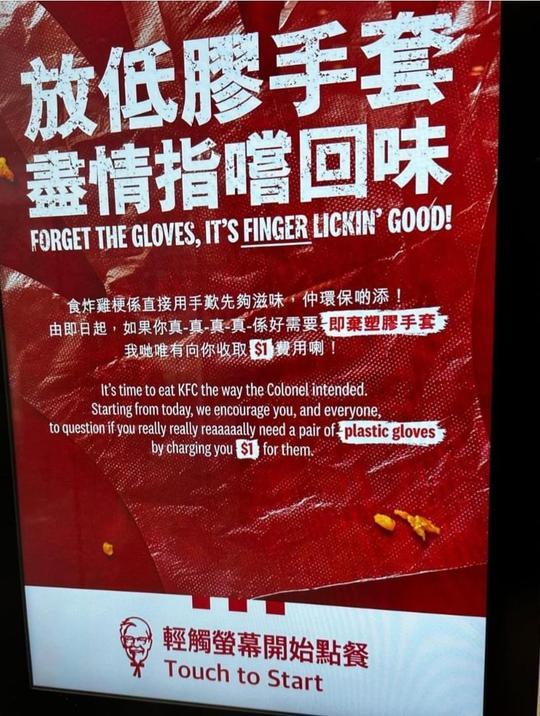 放低膠手套
盡情指嚐回味
FORGET THE GLOVES, IT'S FINGER LICKIN' GOOD!
食炸雞梗係直接用手歎先夠滋味，仲環保啲添！
由即日起，如果你真-真-真-真-係好需要 即棄塑膠手套
我哋唯有向你收取 $1 費用喇！
It's time to eat KFC the way the Colonel intended.
Starting from today, we encourage you, and everyone,
to question if you really really reaaaaally need a pair of plastic gloves
by charging you $1 for them.
輕觸螢幕開始點餐
Touch to Start